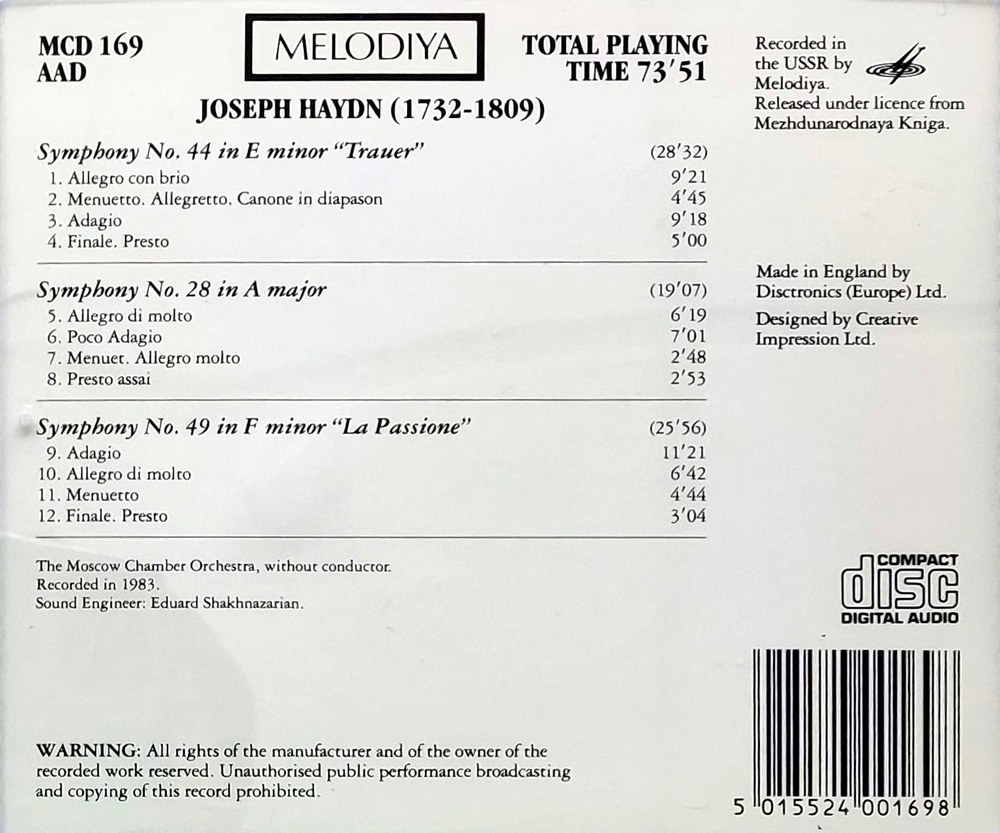 MCD 169
AAD
MELODIYA
TOTAL PLAYING
TIME 73'51
JOSEPH HAYDN (1732-1809)
Symphony No. 44 in E minor “Trauer” (28'32)
1. Allegro con brio 9'21
2. Menuetto. Allegretto. Canone in diapason 4'45
3. Adagio 9'18
4. Finale. Presto 5'00
Symphony No. 28 in A major (19'07)
5. Allegro di molto 6'19
6. Poco Adagio 7'01
7. Menuet. Allegro molto 2'48
8. Presto assai 2'53
Symphony No. 49 in F minor “La Passione” (25'56)
9. Adagio 11'21
10. Allegro di molto 6'42
11. Menuetto 4'44
12. Finale. Presto 3'04
The Moscow Chamber Orchestra, without conductor.
Recorded in 1983.
Sound Engineer: Eduard Shakhnazarian.
WARNING: All rights of the manufacturer and of the owner of the
recorded work reserved. Unauthorised public performance broadcasting
and copying of this record prohibited.
Recorded in
the USSR by
Melodiya.
Released under licence from
Mezhdunarodnaya Kniga.
Made in England by
Disctronics (Europe) Ltd.
Designed by Creative
Impression Ltd.
COMPACT
disc
DIGITAL AUDIO
5 015524 001698